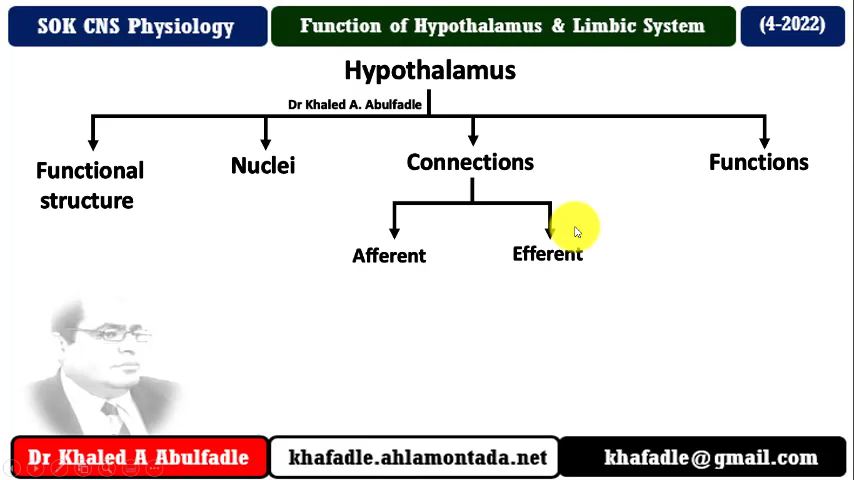 SOK CNS Physiology
Function of Hypothalamus & Limbic System
(4-2022)
Hypothalamus
Dr Khaled A. Abulfadle
Functional
structure
Nuclei
Connections
Functions
Afferent
Efferent
Dr Khaled A Abulfadle
khafadle.ahlamontada.net
khafadle@gmail.com